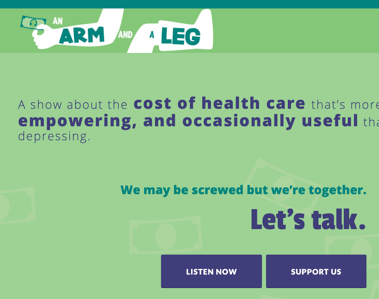 AN
ARM AND A LEG
A show about the cost of health care that's more
empowering, and occasionally useful
depressing.
We may be screwed but we're together.
Let's talk.
LISTEN NOW SUPPORT US